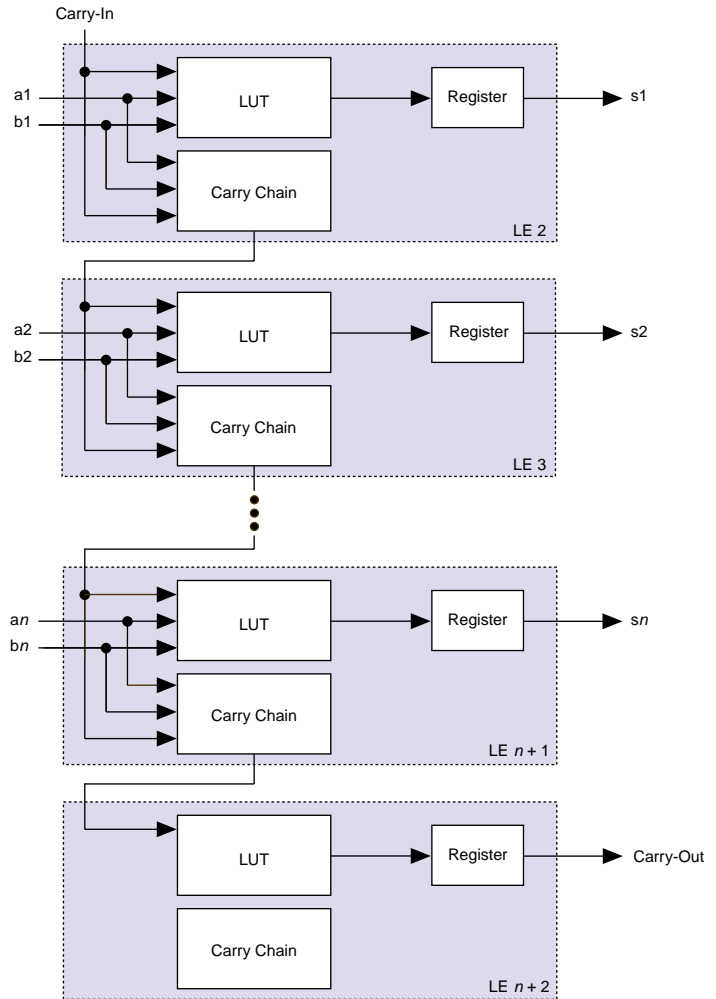 Carry-In
a1
b1
LUT
Register
s1
Carry Chain
LE 2
a2
b2
LUT
Register
s2
Carry Chain
LE 3
an
bn
LUT
Register
sn
Carry Chain
LE n + 1
LUT
Register
Carry-Out
Carry Chain
LE n + 2